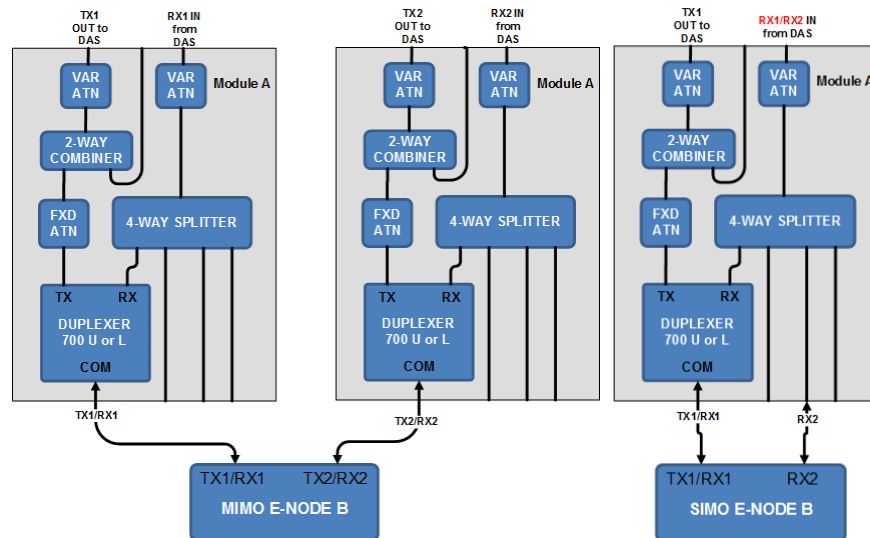 TX1
OUT to
DAS
RX1 IN
from
DAS
VAR
ATN
VAR
ATN
Module A
2-WAY
COMBINER
FXD
ATN
4-WAY SPLITTER
TX
RX
DUPLEXER
700 U or L
COM
TX1/RX1
TX2
OUT to
DAS
RX2 IN
from
DAS
VAR
ATN
VAR
ATN
Module A
2-WAY
COMBINER
FXD
ATN
4-WAY SPLITTER
TX
RX
DUPLEXER
700 U or L
COM
TX2/RX2
TX1/RX1
TX2/RX2
MIMO E-NODE B
TX1
OUT to
DAS
RX1/RX2 IN
from DAS
VAR
ATN
VAR
ATN
Module A
2-WAY
COMBINER
FXD
ATN
4-WAY SPLITTER
TX
RX
DUPLEXER
700 U or L
COM
TX1/RX1
RX2
TX1/RX1
RX2
SIMO E-NODE B